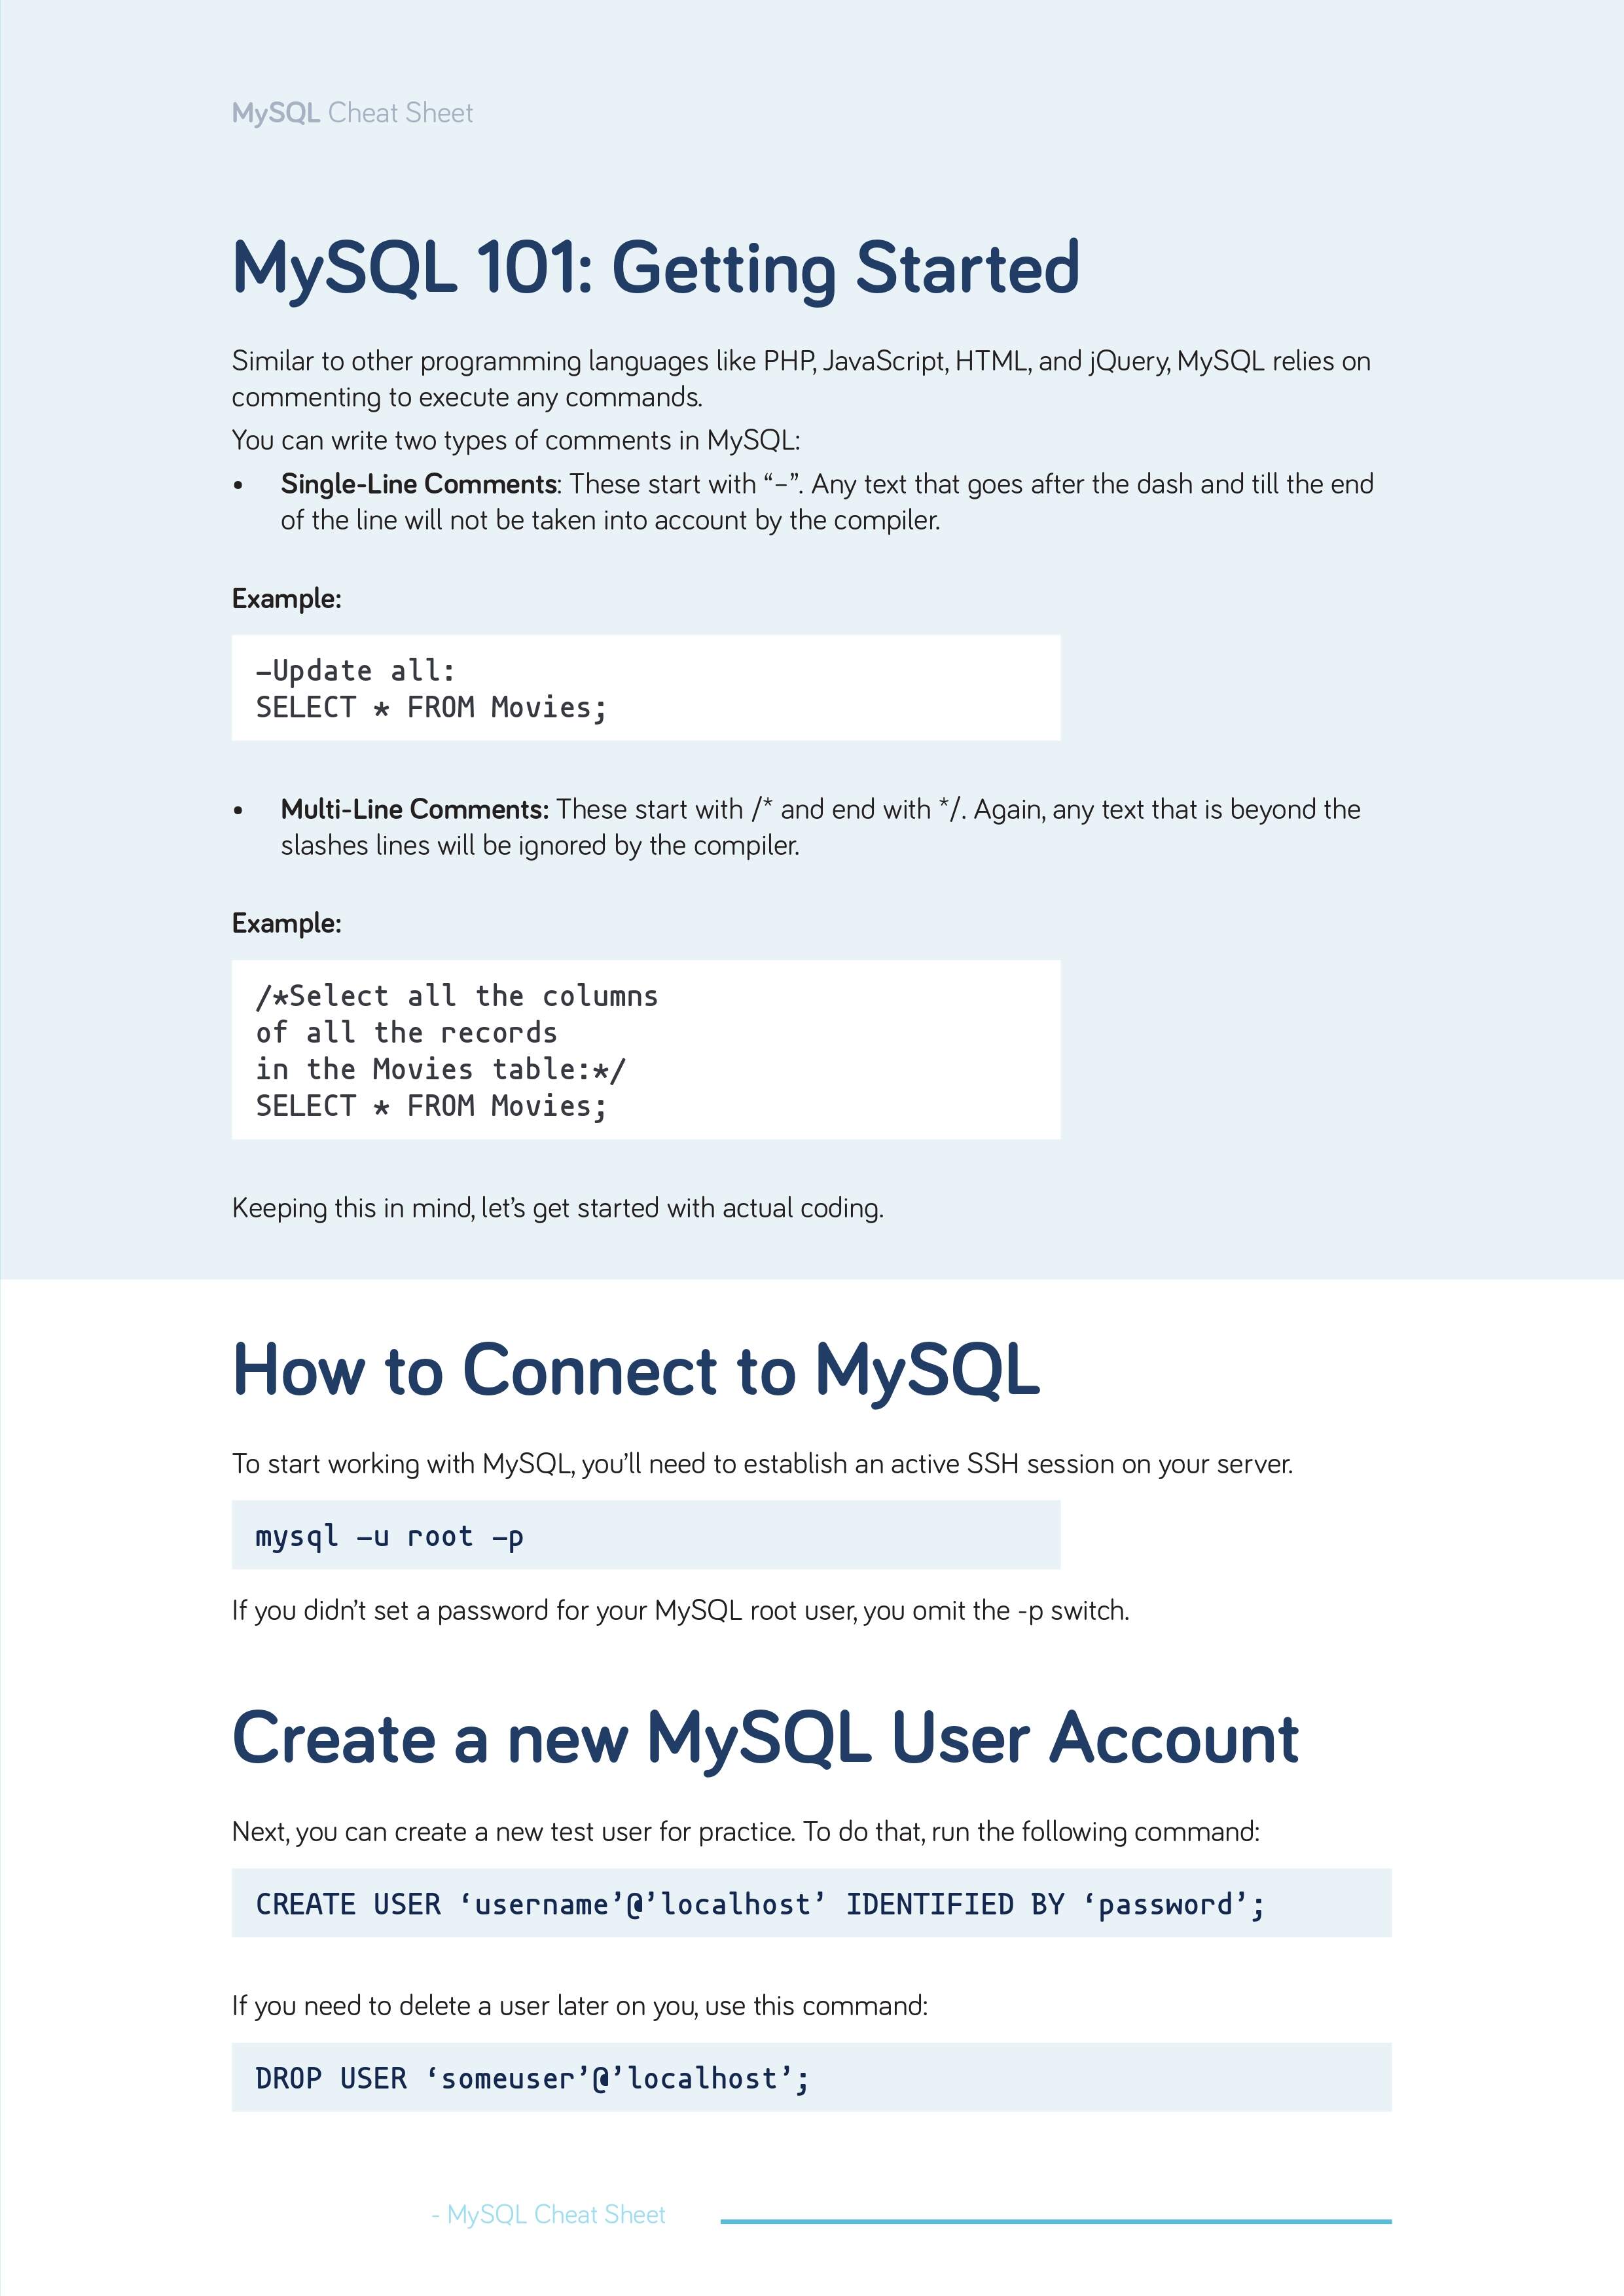 MySQL Cheat Sheet
MySQL 101: Getting Started
Similar to other programming languages like PHP, JavaScript, HTML, and jQuery, MySQL relies on
commenting to execute any commands.
You can write two types of comments in MySQL:
• Single-Line Comments: These start with “–”. Any text that goes after the dash and till the end
of the line will not be taken into account by the compiler.
Example:
–Update all:
SELECT * FROM Movies;
• Multi-Line Comments: These start with /* and end with */. Again, any text that is beyond the
slashes lines will be ignored by the compiler.
Example:
/*Select all the columns
of all the records
in the Movies table:*/
SELECT * FROM Movies;
Keeping this in mind, let’s get started with actual coding.
How to Connect to MySQL
To start working with MySQL, you’ll need to establish an active SSH session on your server.
mysql –u root –p
If you didn’t set a password for your MySQL root user, you omit the -p switch.
Create a new MySQL User Account
Next, you can create a new test user for practice. To do that, run the following command:
CREATE USER ‘username’@’localhost’ IDENTIFIED BY ‘password’;
If you need to delete a user later on you, use this command:
DROP USER ‘someuser’@’localhost’;
- MySQL Cheat Sheet